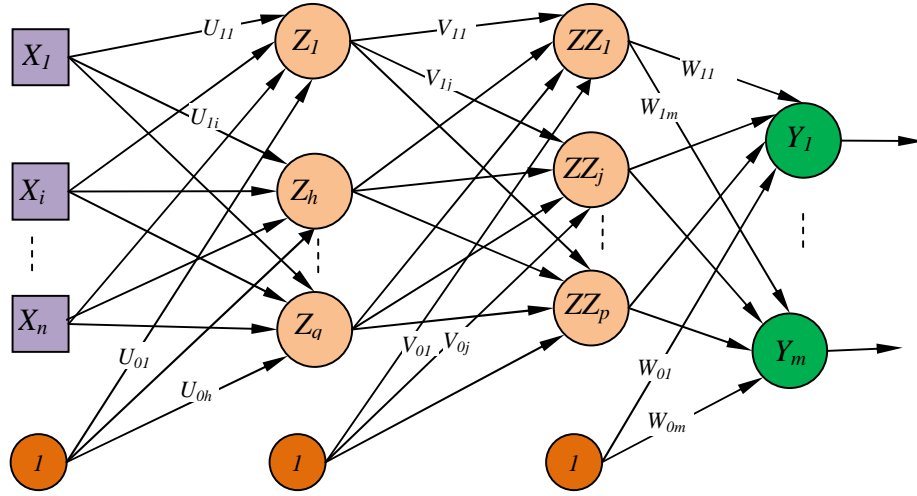 X1
Xi
Xn
1
U11
U1i
U01
U0h
Z1
Zh
Zq
1
V11
V1j
V01
V0j
ZZ1
ZZj
ZZp
1
W11
W1m
W01
W0m
Y1
Ym